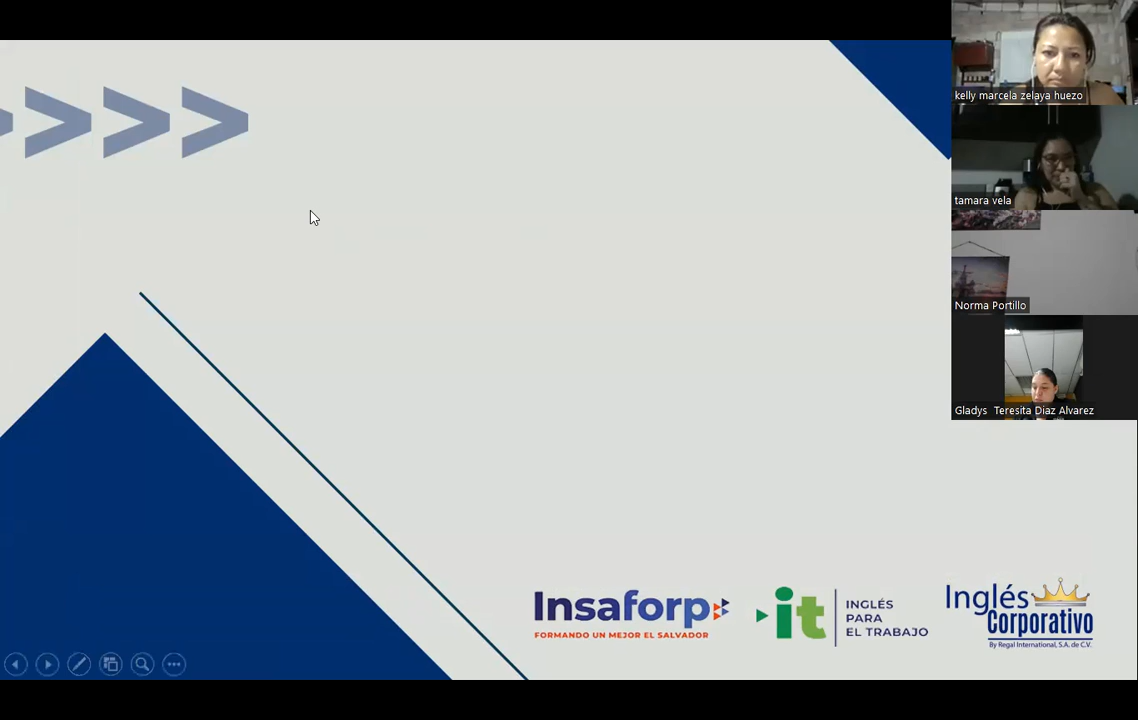 kelly marcela zelaya huezo
tamara vela
Norma Portillo
Gladys Teresita Diaz Alvarez
Insaforp
FORMANDO UN MEJOR EL SALVADOR
it
INGLÉS
PARA
EL TRABAJO
Inglés
Corporativo
By Regal International, S.A. de C.V.